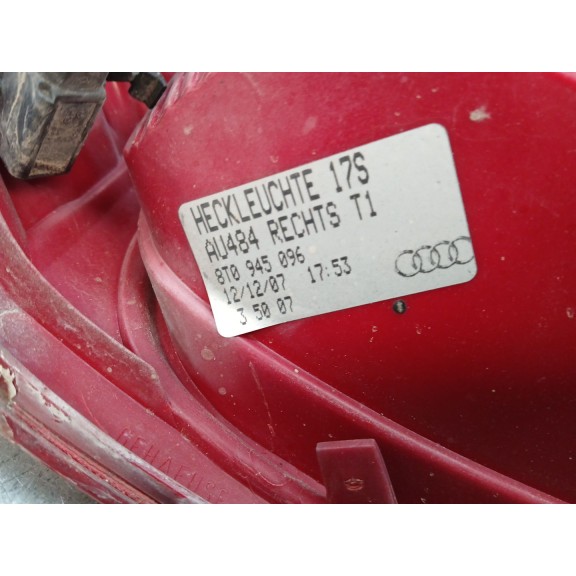 HECKLEUCHTE 17S
AU484 RECHTS T1
8T0 945 096
12/12/07 17:53
3 50 07